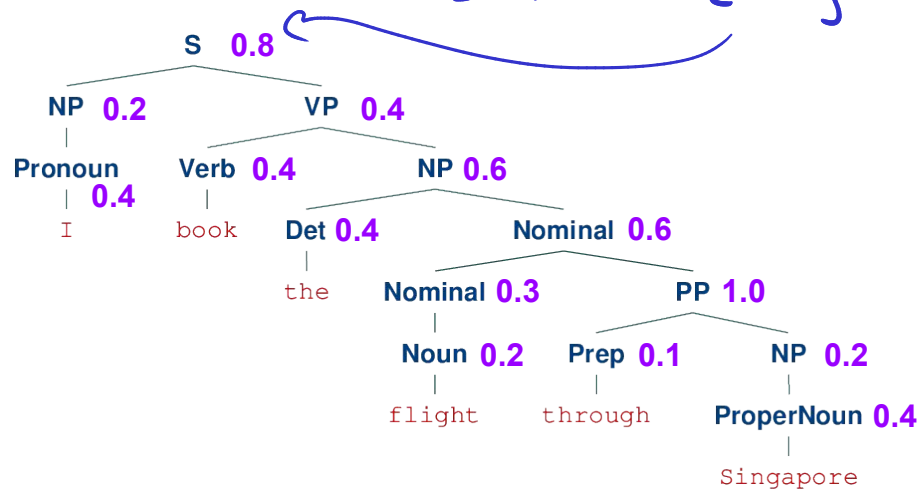 S 0.8
NP 0.2 VP 0.4
Pronoun Verb 0.4 NP 0.6
0.4
I book Det 0.4 Nominal 0.6
the Nominal 0.3 PP 1.0
Noun 0.2 Prep 0.1 NP 0.2
flight through ProperNoun 0.4
Singapore